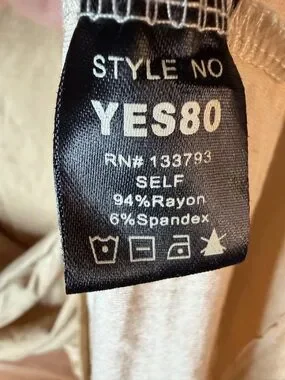 STYLE NO
YES80
RN# 133793
SELF
94%Rayon
6%Spandex